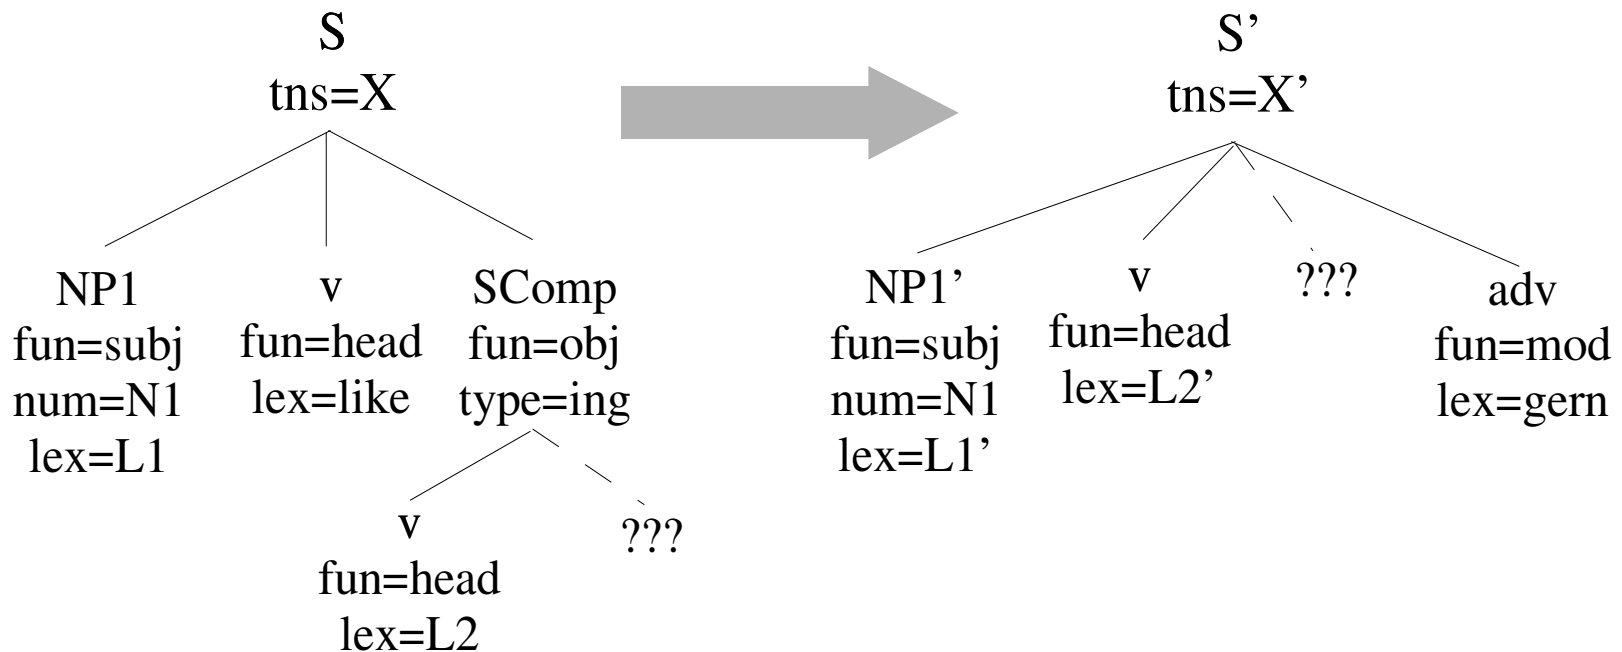 S
tns=X
NP1
fun=subj
num=N1
lex=L1
v
fun=head
lex=like
SComp
fun=obj
type=ing
v
fun=head
lex=L2
???
S’
tns=X’
NP1’
fun=subj
num=N1
lex=L1’
v
fun=head
lex=L2’
???
adv
fun=mod
lex=gern